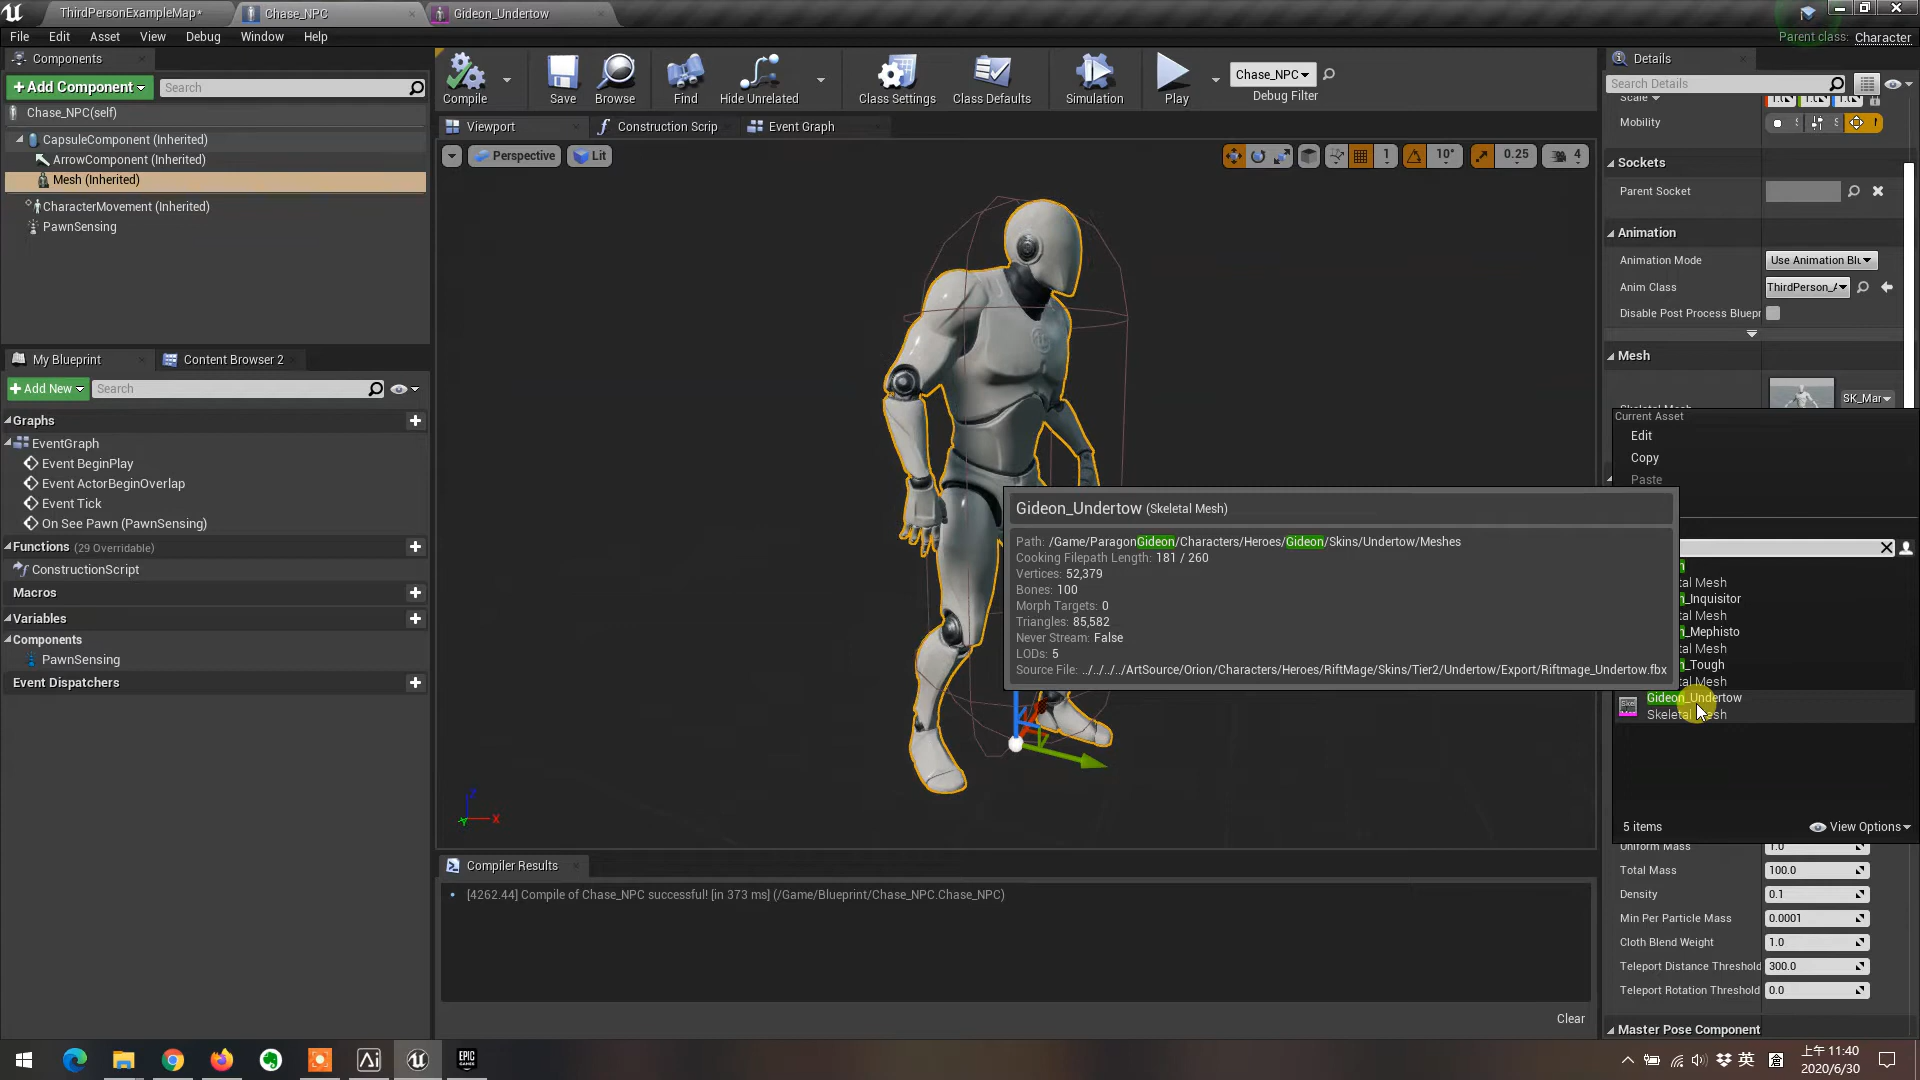 ThirdPersonExampleMap*
Chase_NPC
Gideon_Undertow
File Edit Asset View Debug Window Help
Parent class: Character
Components
+Add Component
Search
Chase_NPC(self)
CapsuleComponent (Inherited)
ArrowComponent (Inherited)
Mesh (Inherited)
CharacterMovement (Inherited)
PawnSensing
Compile
Save
Browse
Find
Hide Unrelated
Class Settings
Class Defaults
Simulation
Play
Chase_NPC
Debug Filter
Viewport
Construction Scrip
Event Graph
Perspective
Lit
1
10°
0.25
4
My Blueprint
Content Browser 2
+Add New
Search
Graphs
EventGraph
Event BeginPlay
Event ActorBeginOverlap
Event Tick
On See Pawn (PawnSensing)
Functions (29 Overridable)
ConstructionScript
Macros
Variables
Components
PawnSensing
Event Dispatchers
Gideon_Undertow (Skeletal Mesh)
Path: /Game/ParagonGideon/Characters/Heroes/Gideon/Skins/Undertow/Meshes
Cooking Filepath Length: 181 / 260
Vertices: 52,379
Bones: 100
Morph Targets: 0
Triangles: 85,582
Never Stream: False
LODs: 5
Source File: ../../../../ArtSource/Orion/Characters/Heroes/RiftMage/Skins/Tier2/Undertow/Export/Riftmage_Undertow.fbx
Compiler Results
[4262.44] Compile of Chase_NPC successful! [in 373 ms] (/Game/Blueprint/Chase_NPC.Chase_NPC)
Clear
Details
Search Details
Scale
Mobility
Sockets
Parent Socket
Animation
Animation Mode Use Animation Blu
Anim Class ThirdPerson_A
Disable Post Process Bluepr
Mesh
SK_Mar
Current Asset
Edit
Copy
Paste
n
tal Mesh
n_Inquisitor
tal Mesh
n_Mephisto
tal Mesh
n_Tough
tal Mesh
Gideon_Undertow
Skeletal Mesh
5 items
View Options
Uniform Mass 1.0
Total Mass 100.0
Density 0.1
Min Per Particle Mass 0.0001
Cloth Blend Weight 1.0
Teleport Distance Threshold 300.0
Teleport Rotation Threshold 0.0
Master Pose Component
EPIC GAMES
英
上午 11:40
2020/6/30